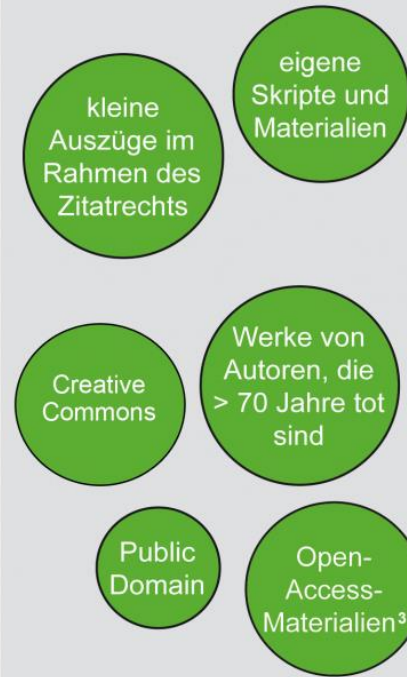 kleine
Auszüge im
Rahmen des
Zitatrechts
eigene
Skripte und
Materialien
Creative
Commons
Werke von
Autoren, die
> 70 Jahre tot
sind
Public
Domain
Open-
Access-
Materialien³